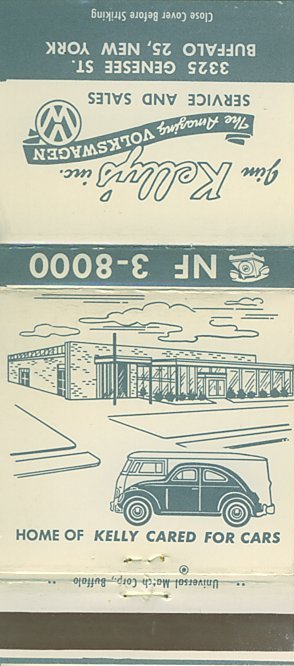 Close Cover Before Striking
3325 GENESEE ST.
BUFFALO 25, NEW YORK
Jim Kelly's inc.
The Amazing VOLKSWAGEN
SERVICE AND SALES
NF 3-8000
HOME OF KELLY CARED FOR CARS
Universal Match Corp., Buffalo